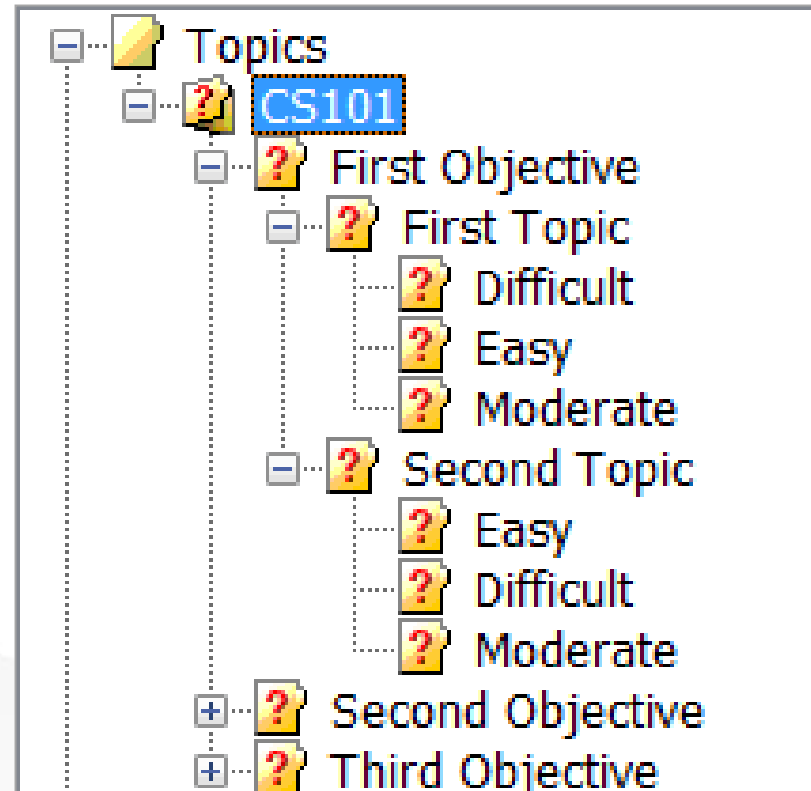 Topics
CS101
First Objective
First Topic
Difficult
Easy
Moderate
Second Topic
Easy
Difficult
Moderate
Second Objective
Third Objective